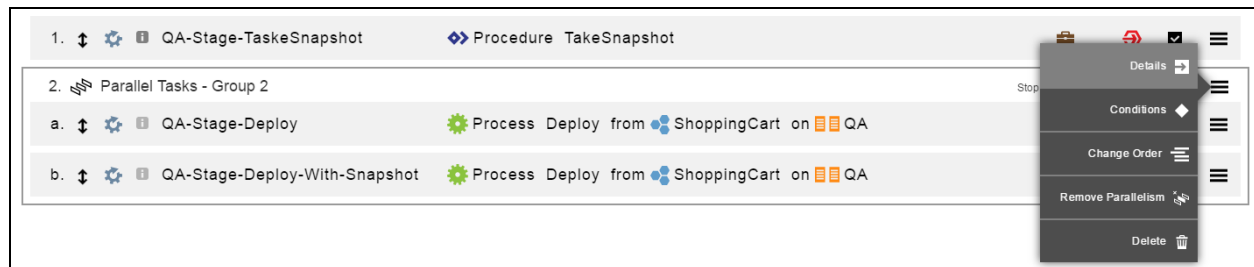 1. QA-Stage-TaskeSnapshot Procedure TakeSnapshot
Details
2. Parallel Tasks - Group 2 Stop
Conditions
a. QA-Stage-Deploy Process Deploy from ShoppingCart on QA
Change Order
b. QA-Stage-Deploy-With-Snapshot Process Deploy from ShoppingCart on QA
Remove Parallelism
Delete